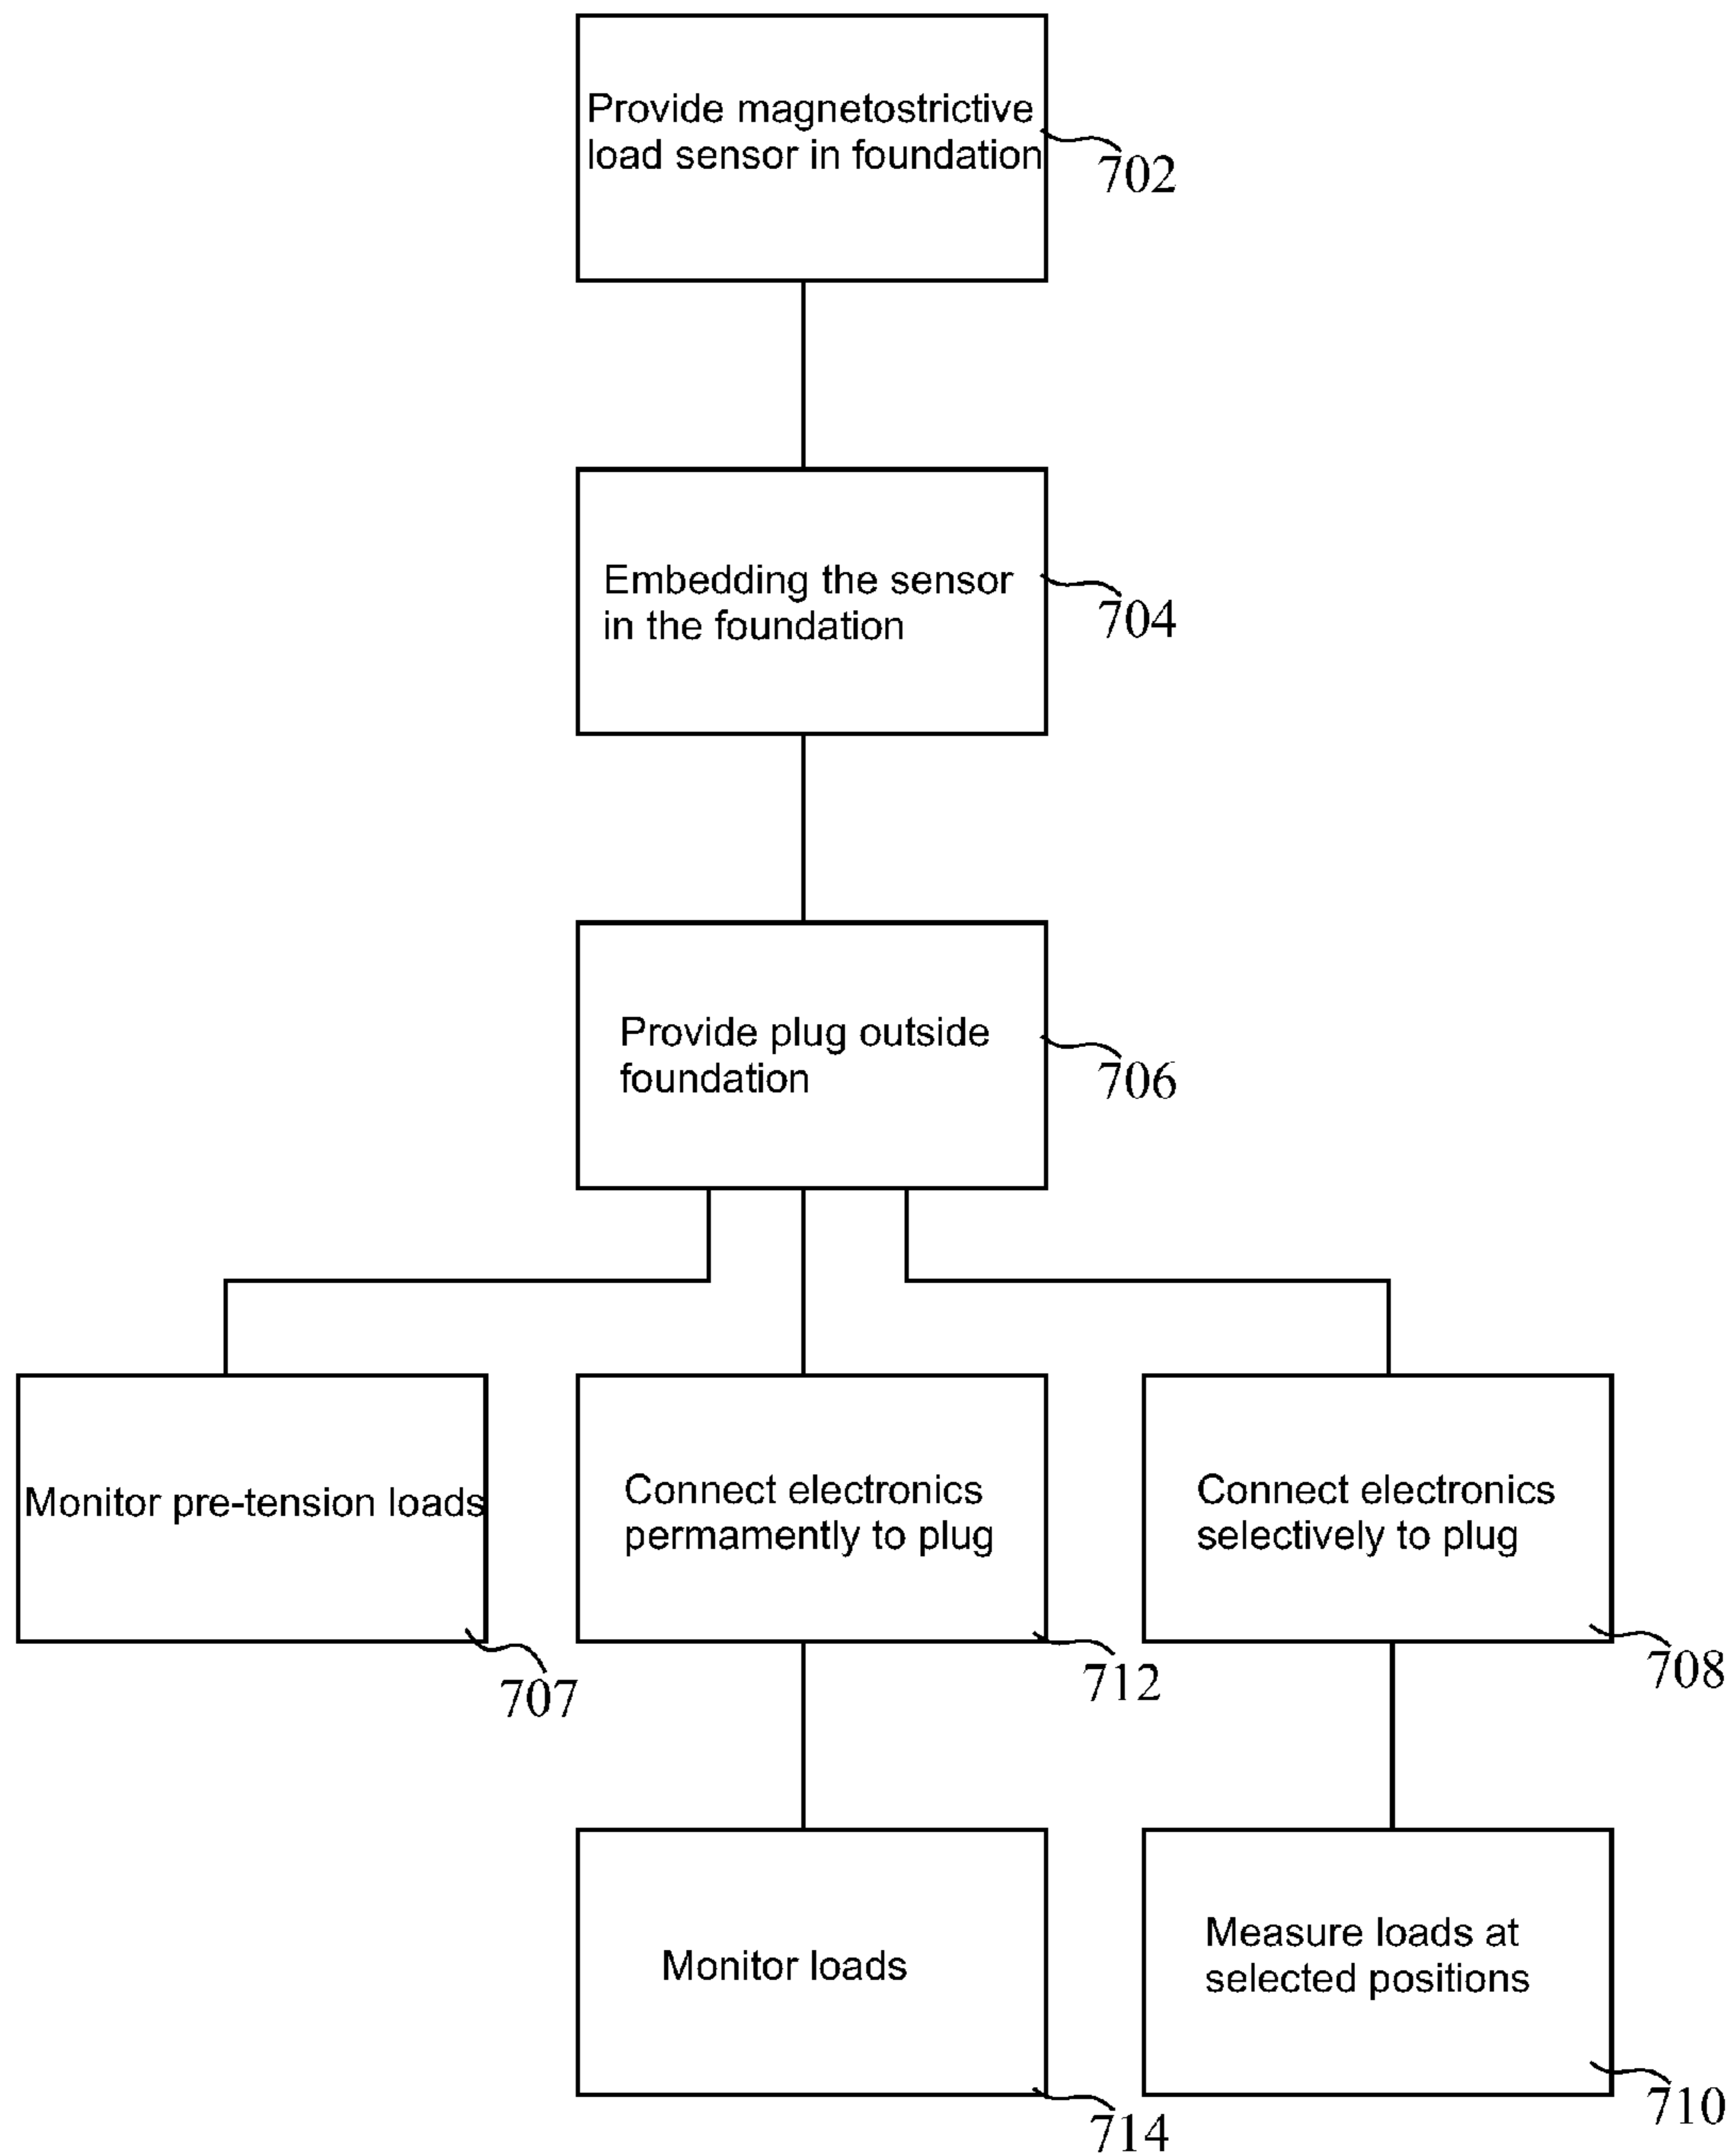 Provide magnetostrictive
load sensor in foundation
702
Embedding the sensor
in the foundation
704
Provide plug outside
foundation
706
Monitor pre-tension loads
707
Connect electronics
permamently to plug
712
Connect electronics
selectively to plug
708
Monitor loads
714
Measure loads at
selected positions
710